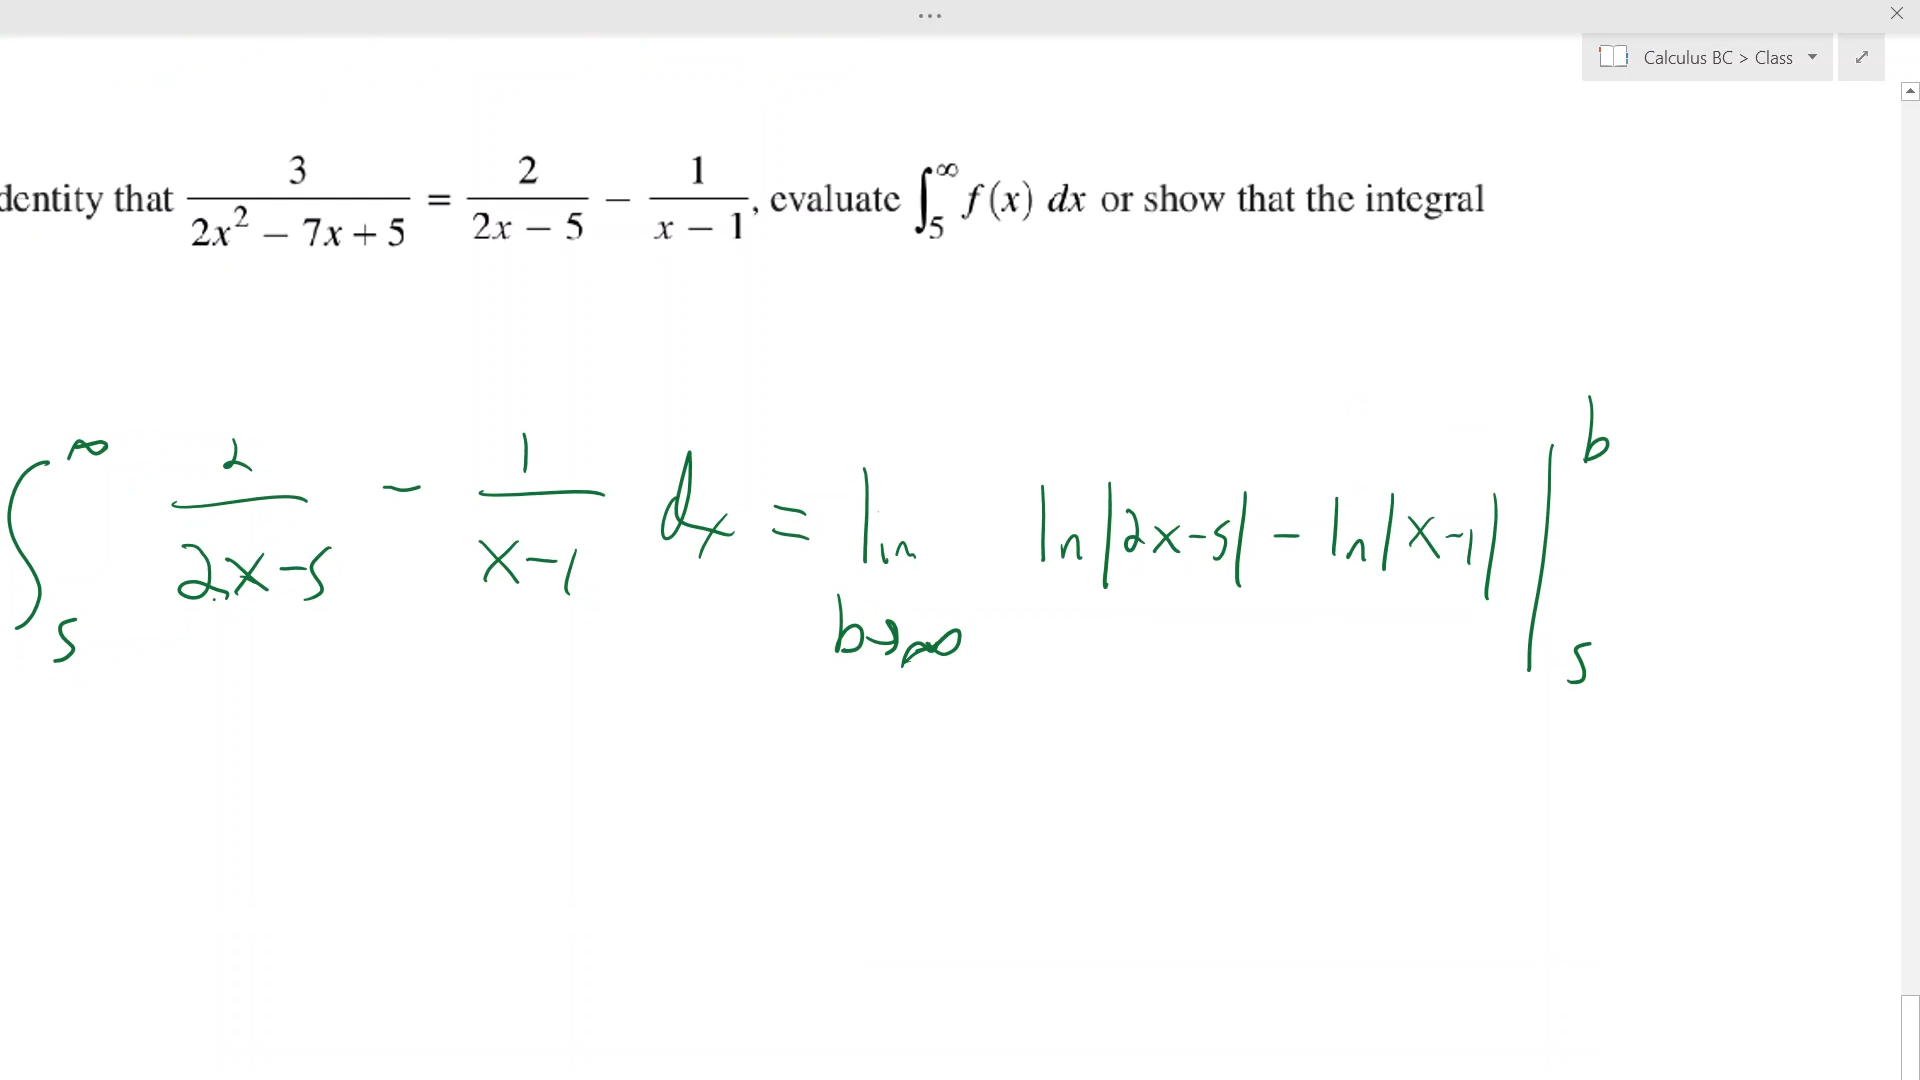 Calculus BC > Class
dentity that 3/(2x² − 7x + 5) = 2/(2x − 5) − 1/(x − 1), evaluate ∫₅^∞ f(x) dx or show that the integral
∫₅^∞ 2/(2x-5) - 1/(x-1) dx = lim b→∞ ln|2x-5| - ln|x-1| |₅^b